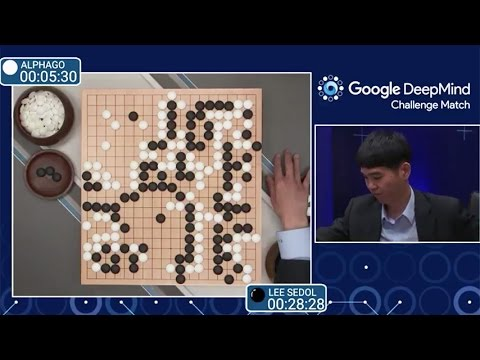 ALPHAGO
00:05:30
Google DeepMind
Challenge Match
LEE SEDOL
00:28:28